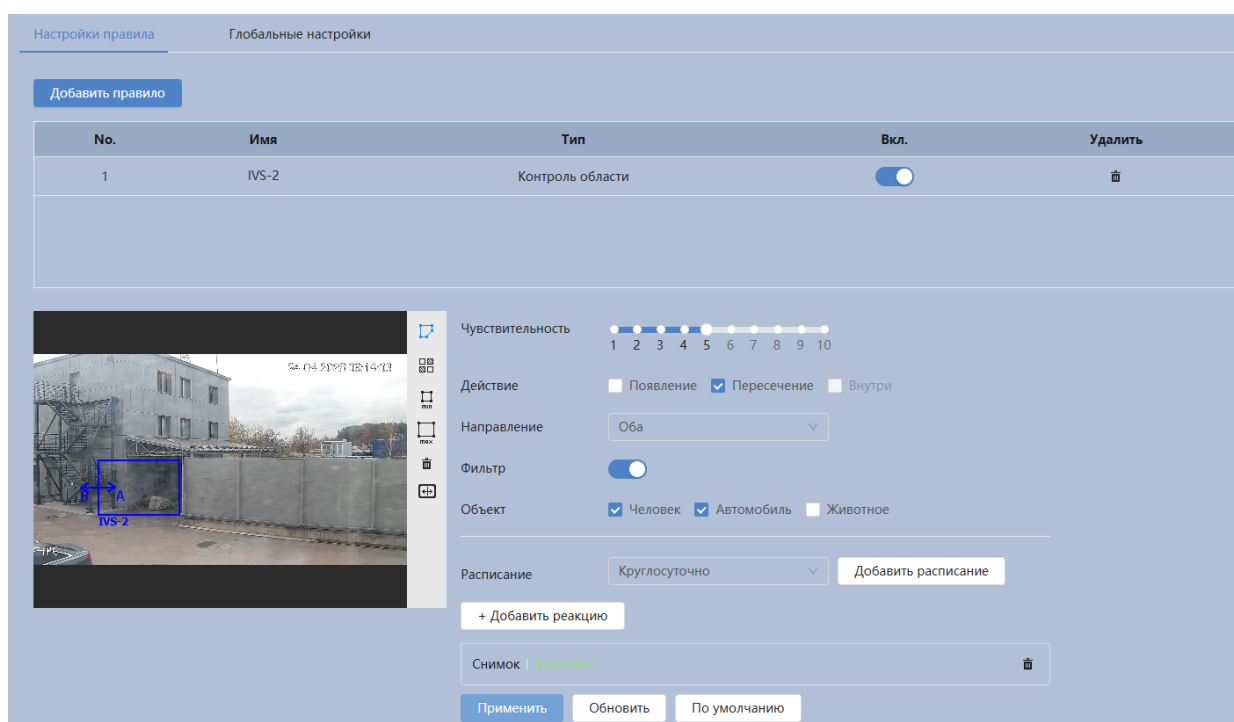 Настройки правила Глобальные настройки
Добавить правило
No. Имя Тип Вкл. Удалить
1 IVS-2 Контроль области
Чувствительность
1 2 3 4 5 6 7 8 9 10
Действие Появление Пересечение Внутри
min
Направление Оба
max
Фильтр
B A
IVS-2
Объект Человек Автомобиль Животное
IPC
Расписание Круглосуточно Добавить расписание
+ Добавить реакцию
Снимок
Применить Обновить По умолчанию